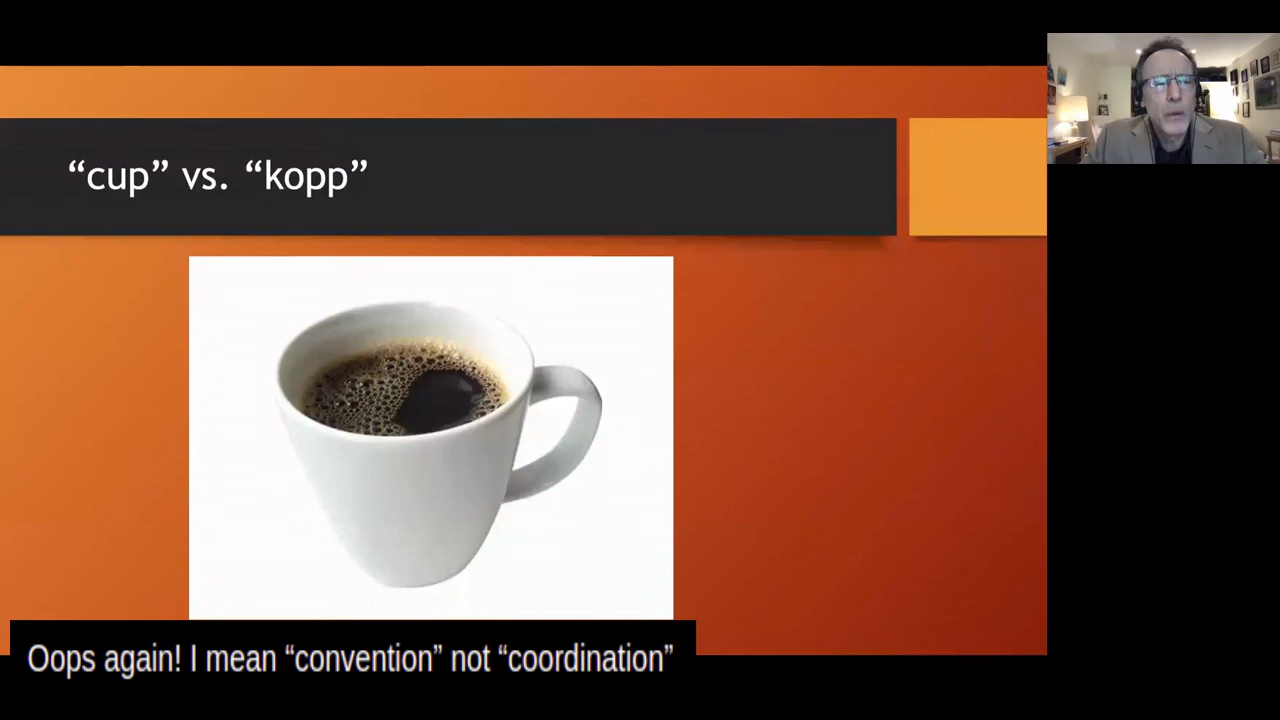 “cup” vs. “kopp”
Oops again! I mean “convention” not “coordination”